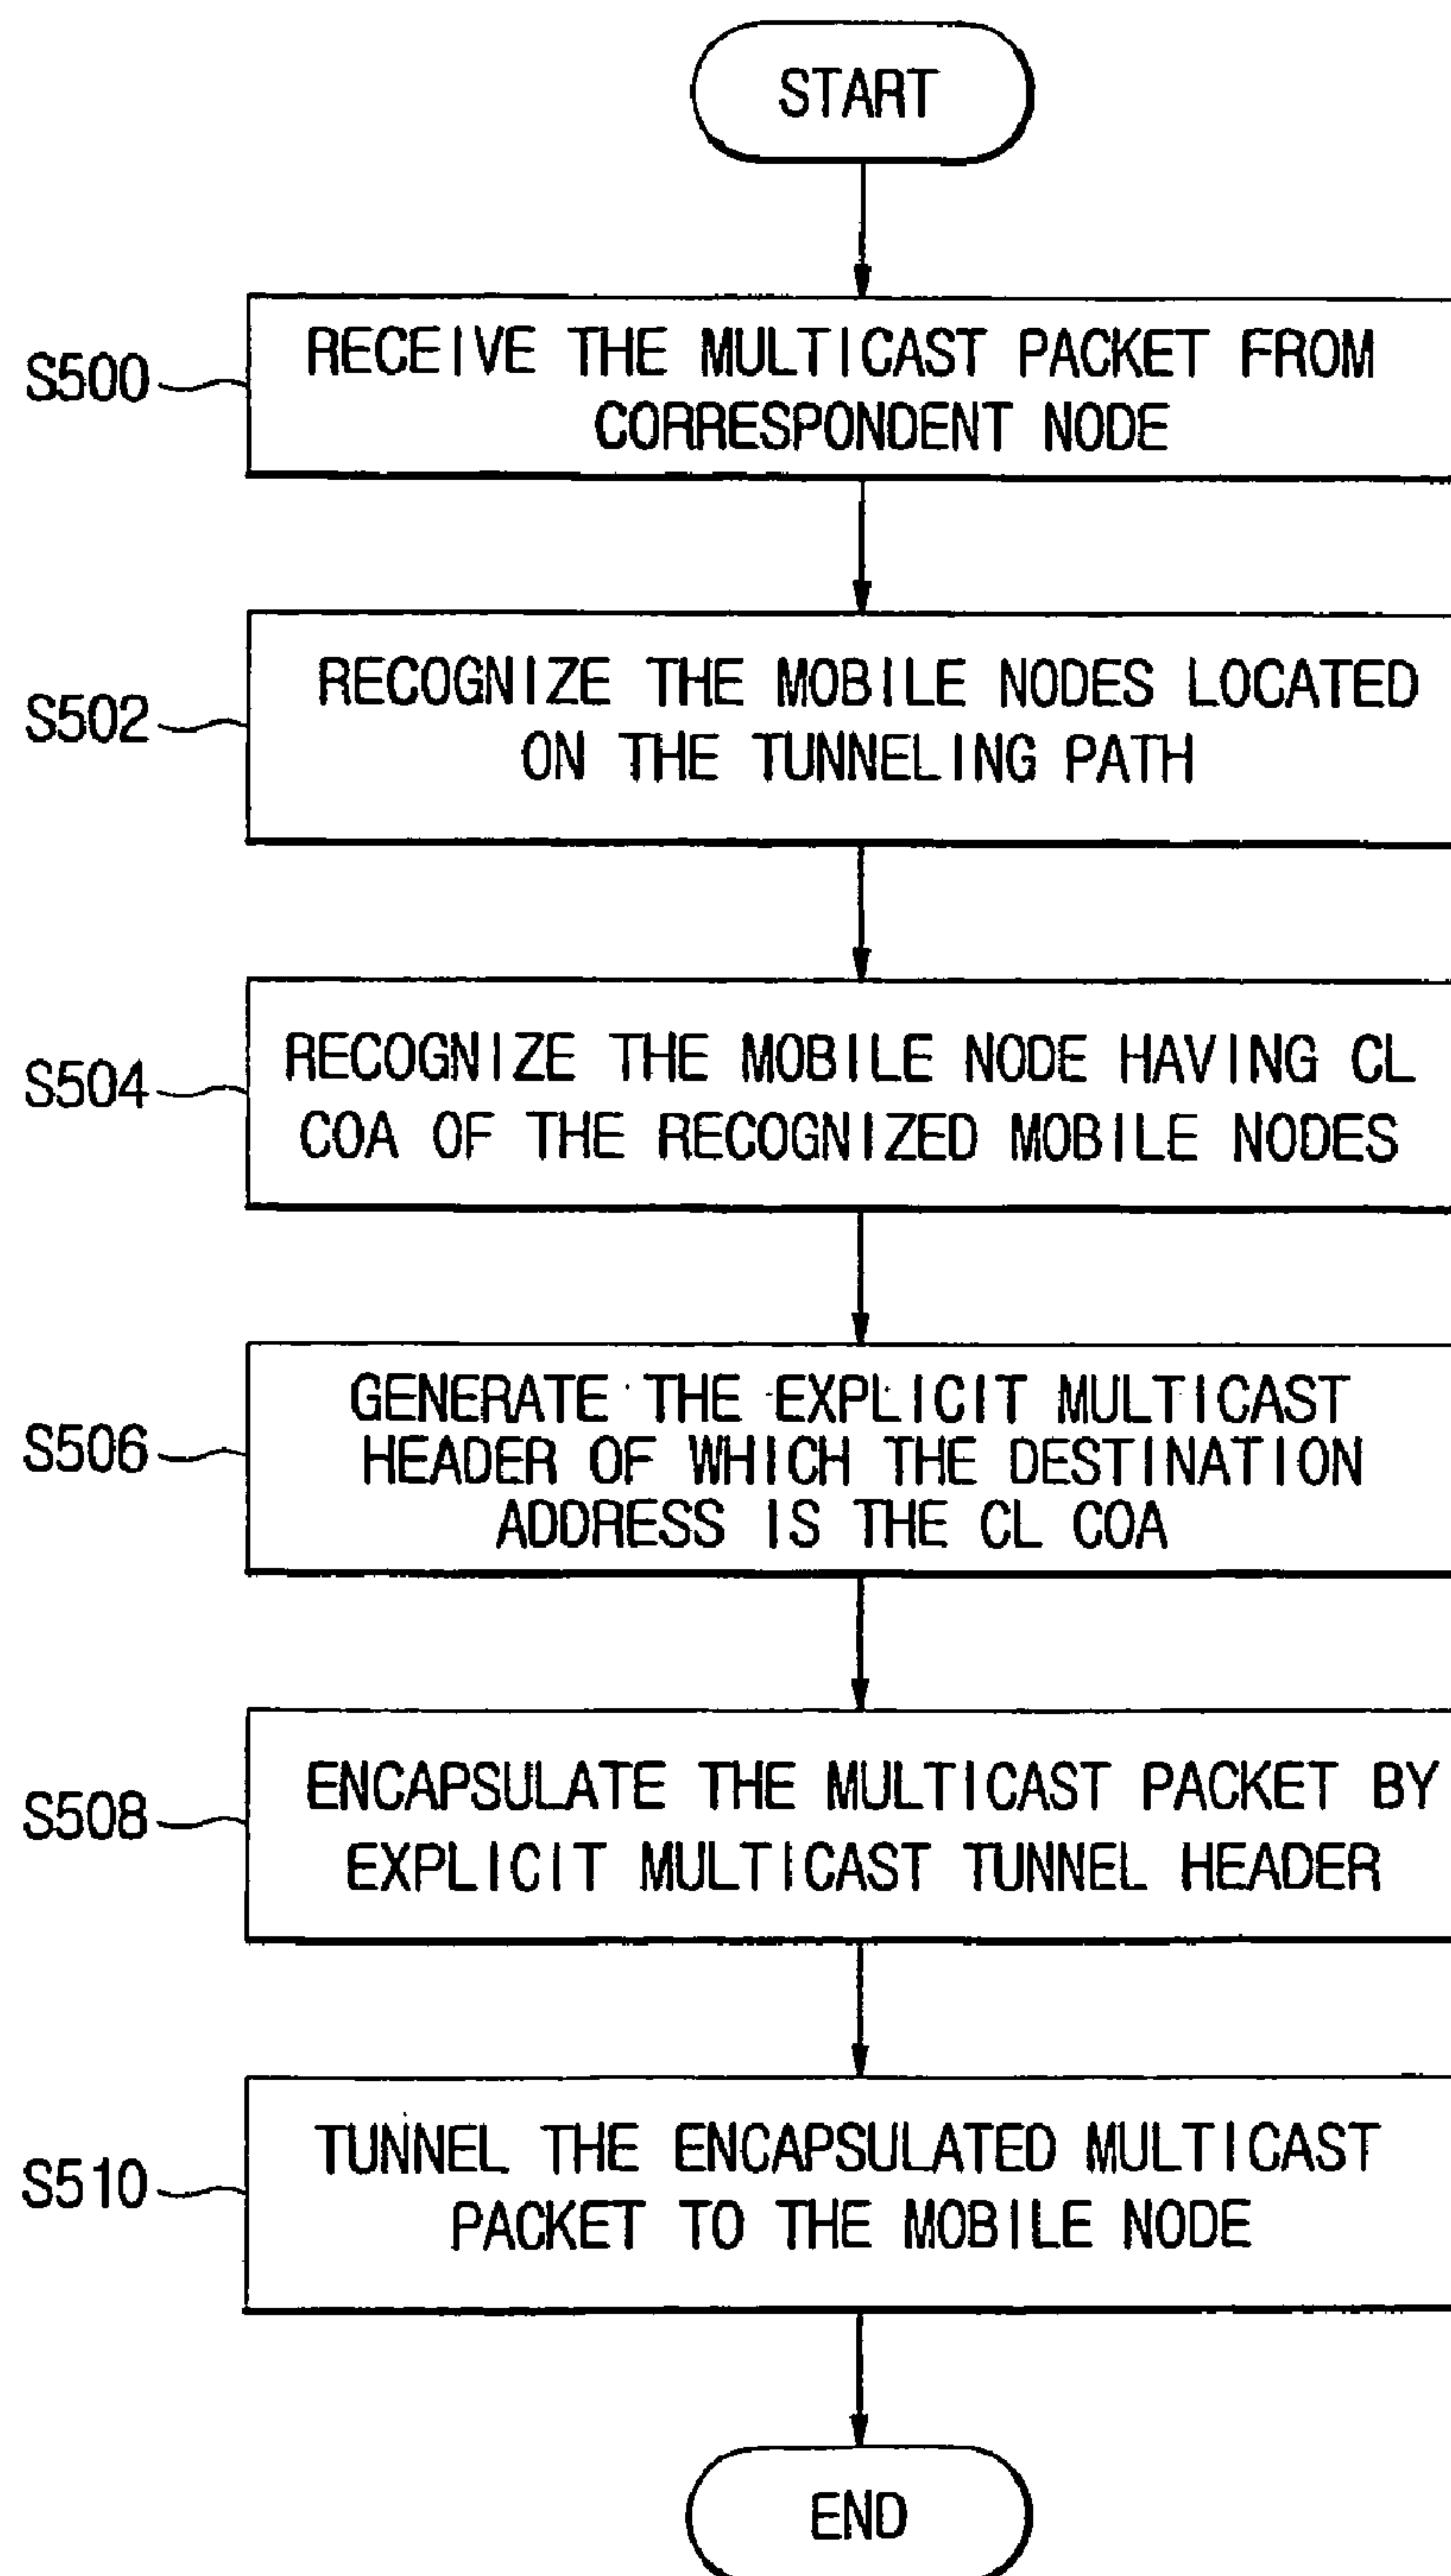 START
S500
RECEIVE THE MULTICAST PACKET FROM
CORRESPONDENT NODE
S502
RECOGNIZE THE MOBILE NODES LOCATED
ON THE TUNNELING PATH
S504
RECOGNIZE THE MOBILE NODE HAVING CL
COA OF THE RECOGNIZED MOBILE NODES
S506
GENERATE THE EXPLICIT MULTICAST
HEADER OF WHICH THE DESTINATION
ADDRESS IS THE CL COA
S508
ENCAPSULATE THE MULTICAST PACKET BY
EXPLICIT MULTICAST TUNNEL HEADER
S510
TUNNEL THE ENCAPSULATED MULTICAST
PACKET TO THE MOBILE NODE
END